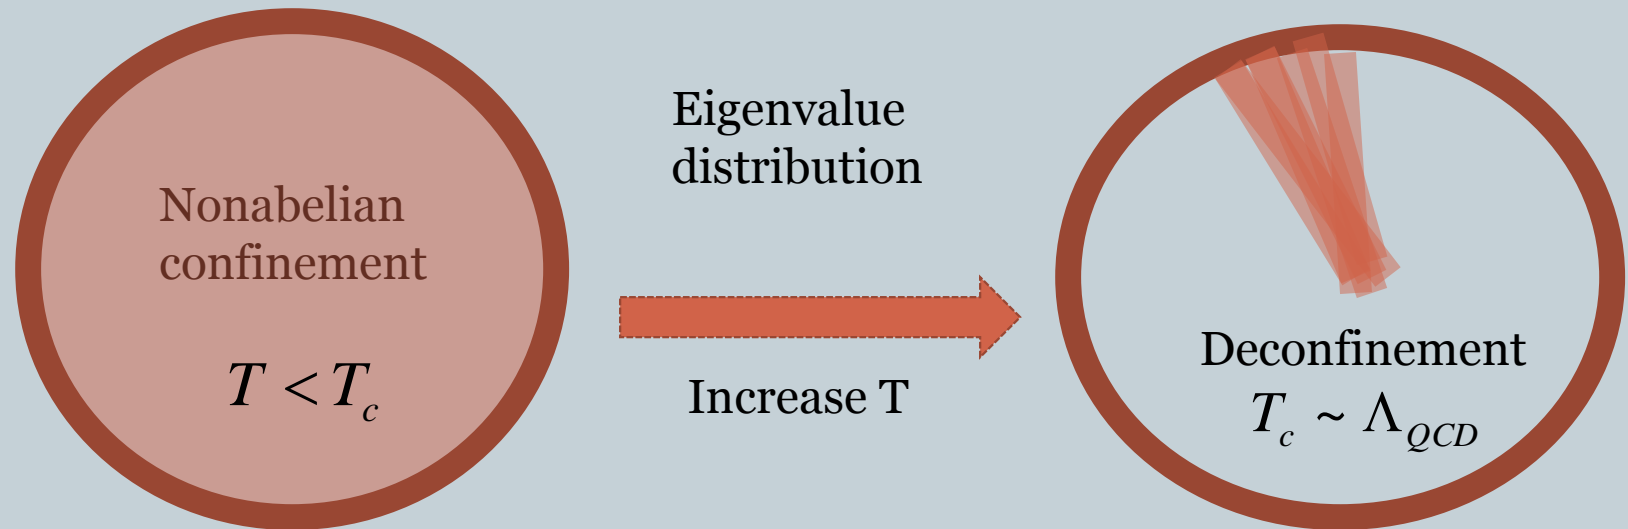 Nonabelian
confinement
T < T_c
Eigenvalue
distribution
Increase T
Deconfinement
T_c ~ Λ_QCD